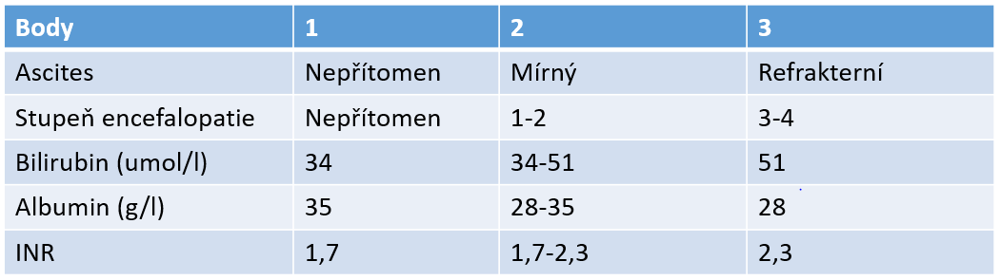 Body 1 2 3
Ascites Nepřítomen Mírný Refrakterní
Stupeň encefalopatie Nepřítomen 1-2 3-4
Bilirubin (umol/l) 34 34-51 51
Albumin (g/l) 35 28-35 28
INR 1,7 1,7-2,3 2,3